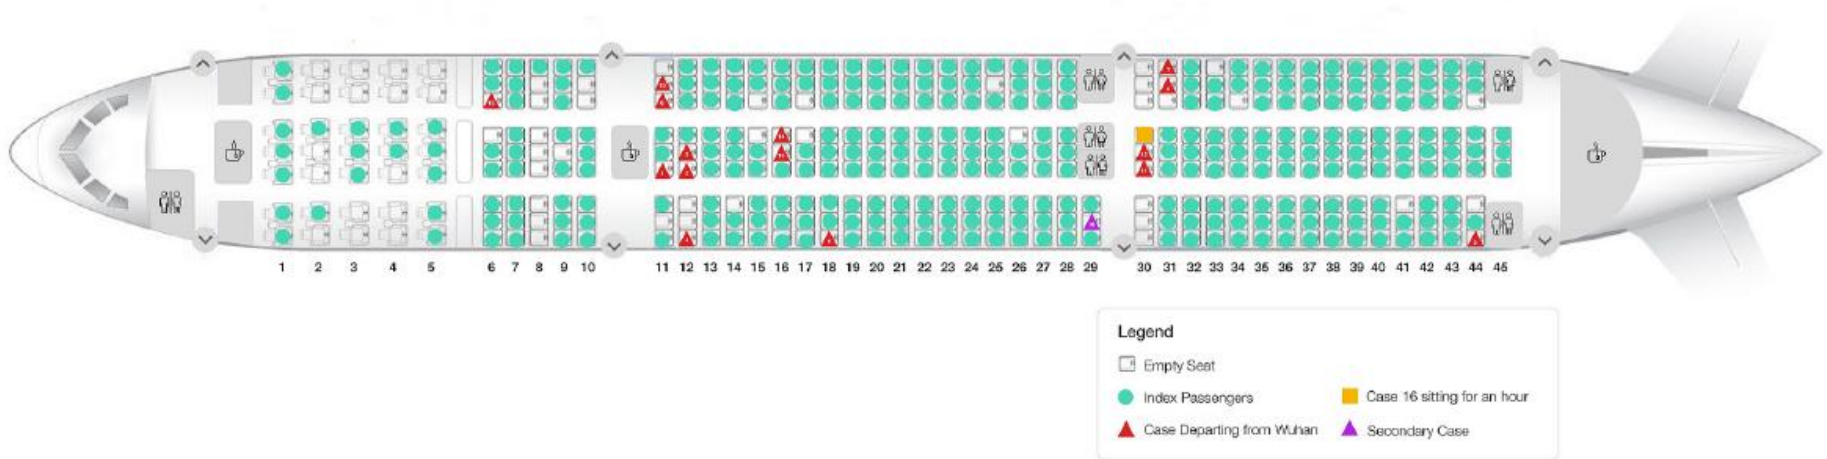 1 2 3 4 5 6 7 8 9 10 11 12 13 14 15 16 17 18 19 20 21 22 23 24 25 26 27 28 29 30 31 32 33 34 35 36 37 38 39 40 41 42 43 44 45
Legend
Empty Seat
Index Passengers
Case 16 sitting for an hour
Case Departing from Wuhan
Secondary Case